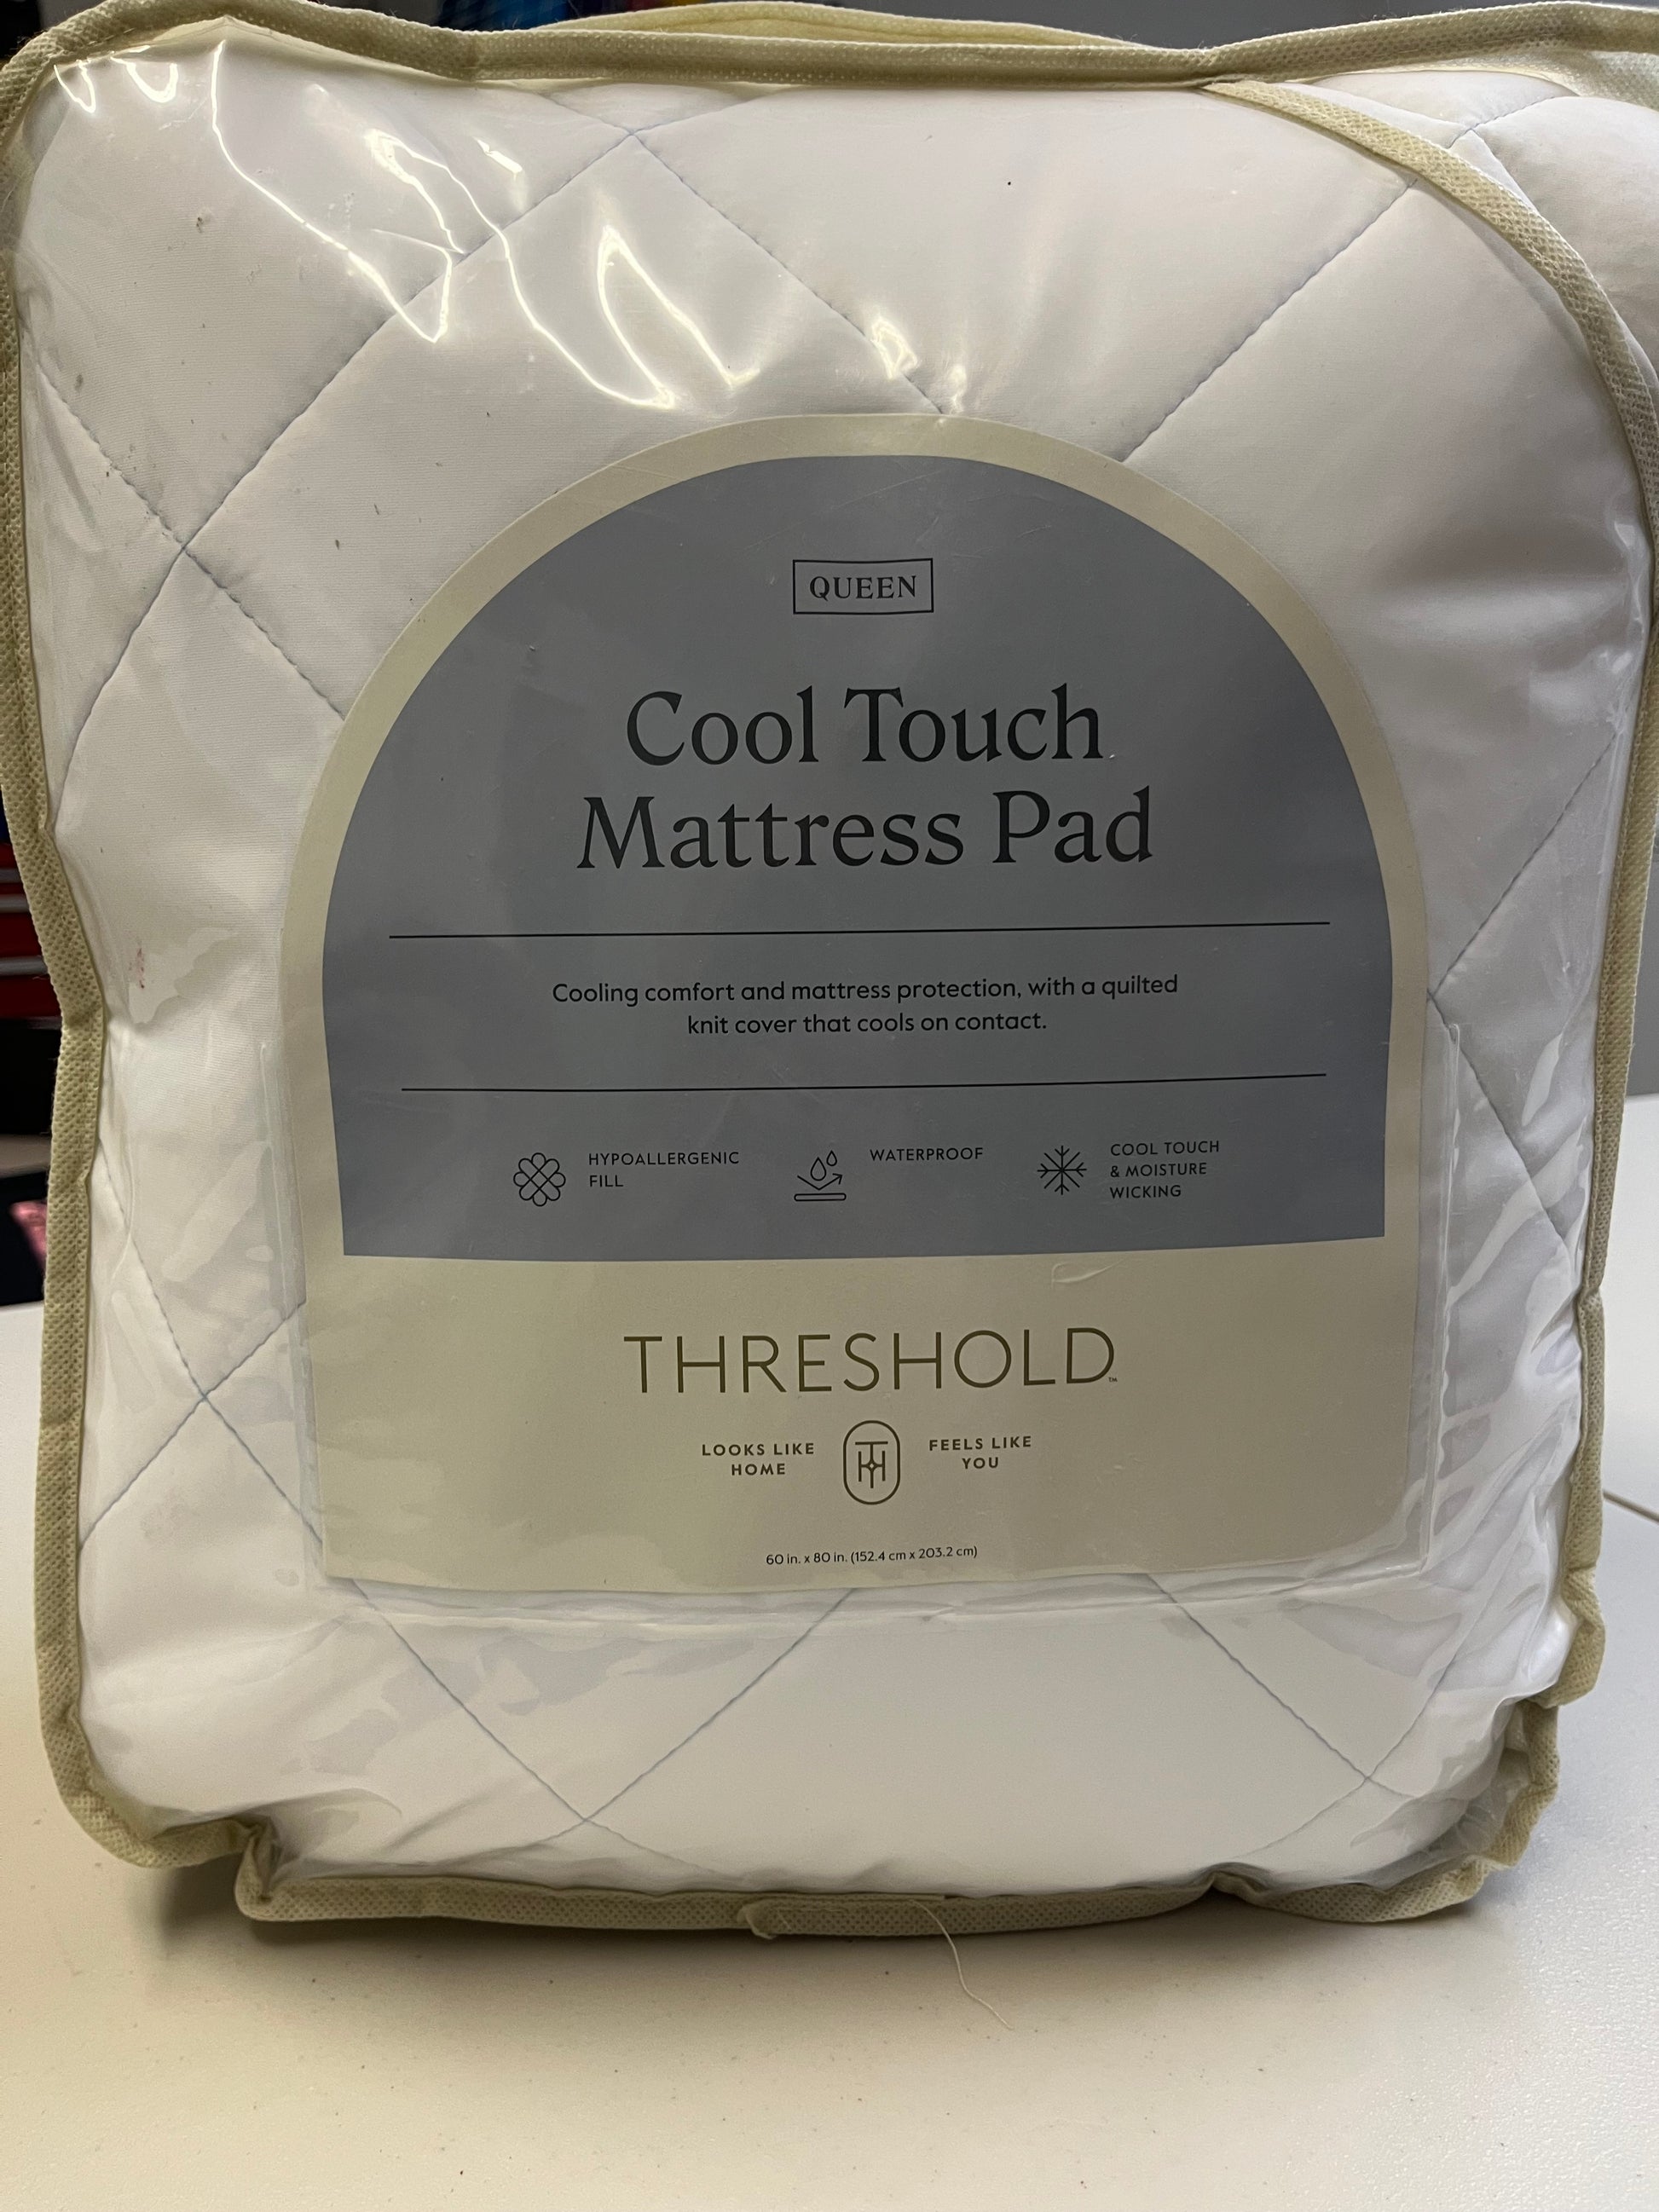 QUEEN
Cool Touch
Mattress Pad
Cooling comfort and mattress protection, with a quilted
knit cover that cools on contact.
HYPOALLERGENIC
FILL
WATERPROOF
COOL TOUCH
& MOISTURE
WICKING
THRESHOLD™
LOOKS LIKE
HOME
FEELS LIKE
YOU
60 in. x 80 in. (152.4 cm x 203.2 cm)